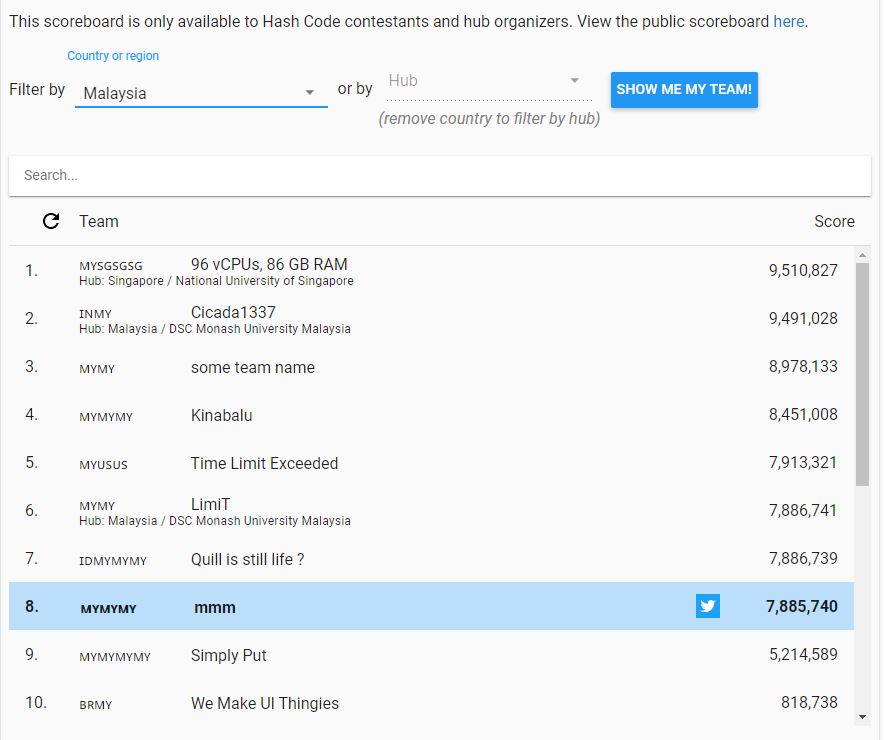 This scoreboard is only available to Hash Code contestants and hub organizers. View the public scoreboard here.
Country or region
Filter by Malaysia or by Hub SHOW ME MY TEAM!
(remove country to filter by hub)
Search...
Team Score
1. MYSGSGSG 96 vCPUs, 86 GB RAM 9,510,827
Hub: Singapore / National University of Singapore
2. INMY Cicada1337 9,491,028
Hub: Malaysia / DSC Monash University Malaysia
3. MYMY some team name 8,978,133
4. MYMYMY Kinabalu 8,451,008
5. MYUSUS Time Limit Exceeded 7,913,321
6. MYMY LimiT 7,886,741
Hub: Malaysia / DSC Monash University Malaysia
7. IDMYMYMY Quill is still life ? 7,886,739
8. MYMYMY mmm 7,885,740
9. MYMYMYMY Simply Put 5,214,589
10. BRMY We Make UI Thingies 818,738